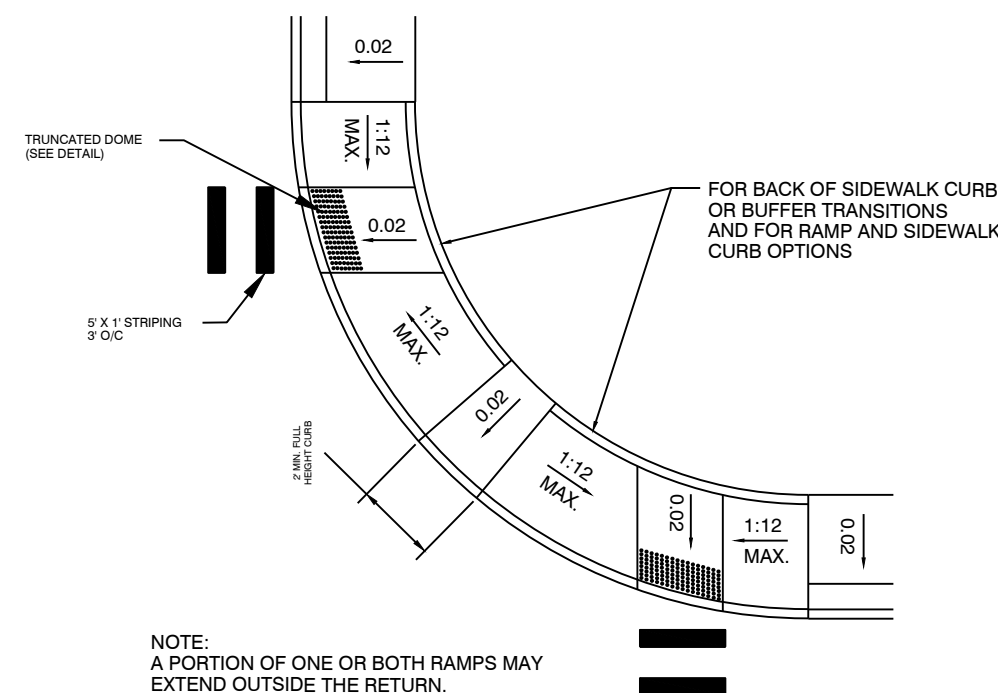 0.02
1:12
MAX.
TRUNCATED DOME
(SEE DETAIL)
0.02
FOR BACK OF SIDEWALK CURB
OR BUFFER TRANSITIONS
AND FOR RAMP AND SIDEWALK
CURB OPTIONS
5' X 1' STRIPING
3' O/C
1:12
MAX.
0.02
2' MIN. FULL
HEIGHT CURB
1:12
MAX.
0.02
1:12
MAX.
0.02
NOTE:
A PORTION OF ONE OR BOTH RAMPS MAY
EXTEND OUTSIDE THE RETURN.